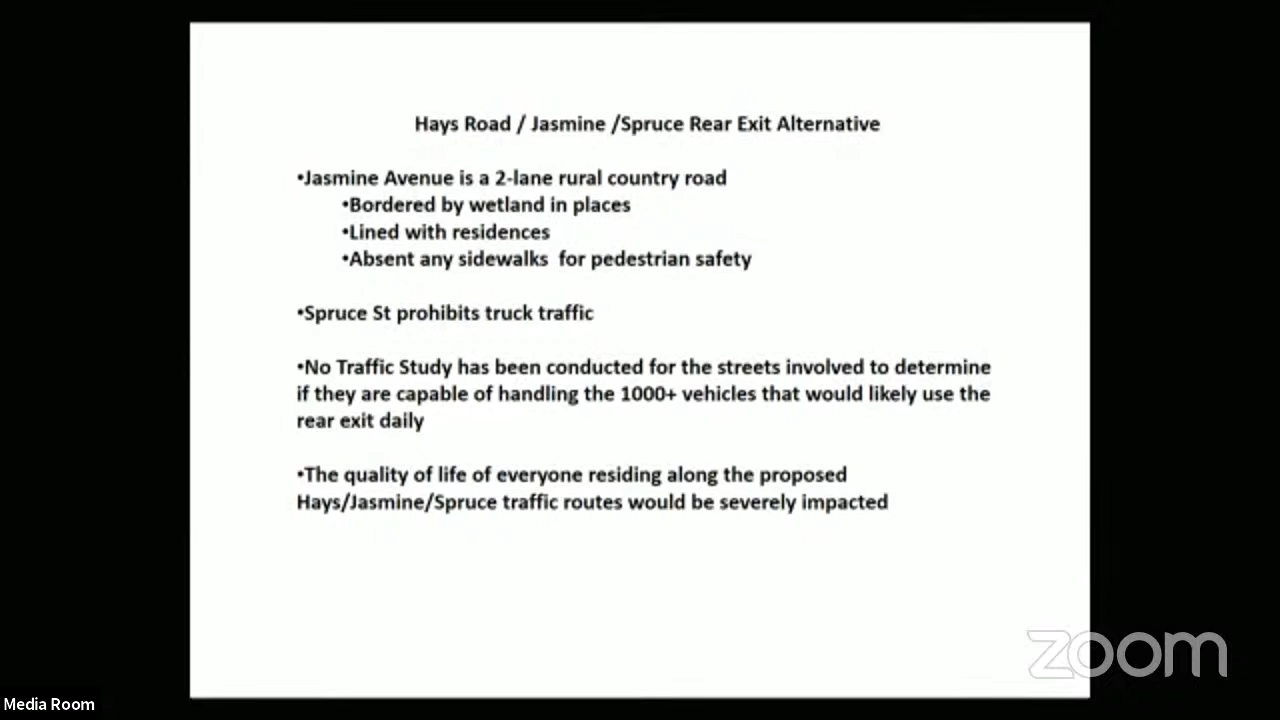 Hays Road / Jasmine /Spruce Rear Exit Alternative
•Jasmine Avenue is a 2-lane rural country road
•Bordered by wetland in places
•Lined with residences
•Absent any sidewalks  for pedestrian safety
•Spruce St prohibits truck traffic
•No Traffic Study has been conducted for the streets involved to determine
if they are capable of handling the 1000+ vehicles that would likely use the
rear exit daily
•The quality of life of everyone residing along the proposed
Hays/Jasmine/Spruce traffic routes would be severely impacted
zoom
Media Room